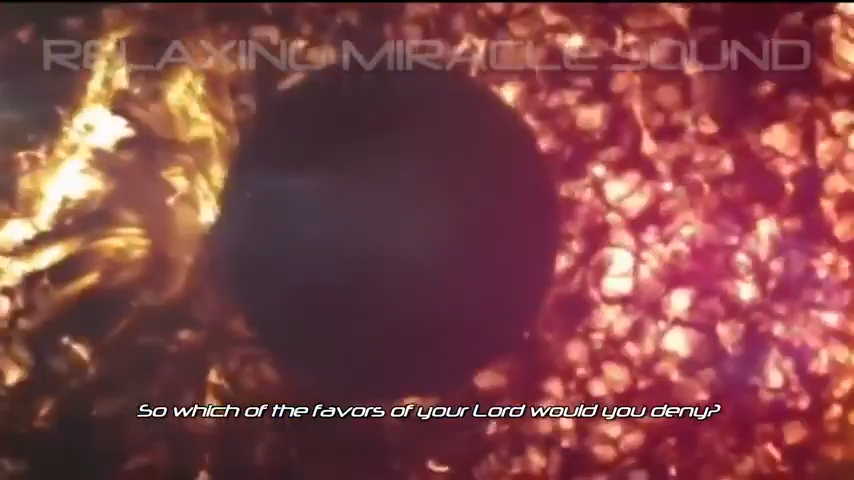 RELAXING MIRACLE SOUND
So which of the favors of your Lord would you deny?